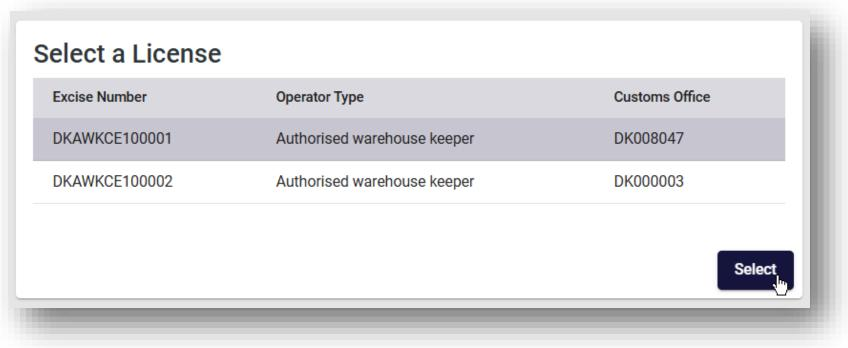 Select a License
Excise Number Operator Type Customs Office
DKAWKCE100001 Authorised warehouse keeper DK008047
DKAWKCE100002 Authorised warehouse keeper DK000003
Select